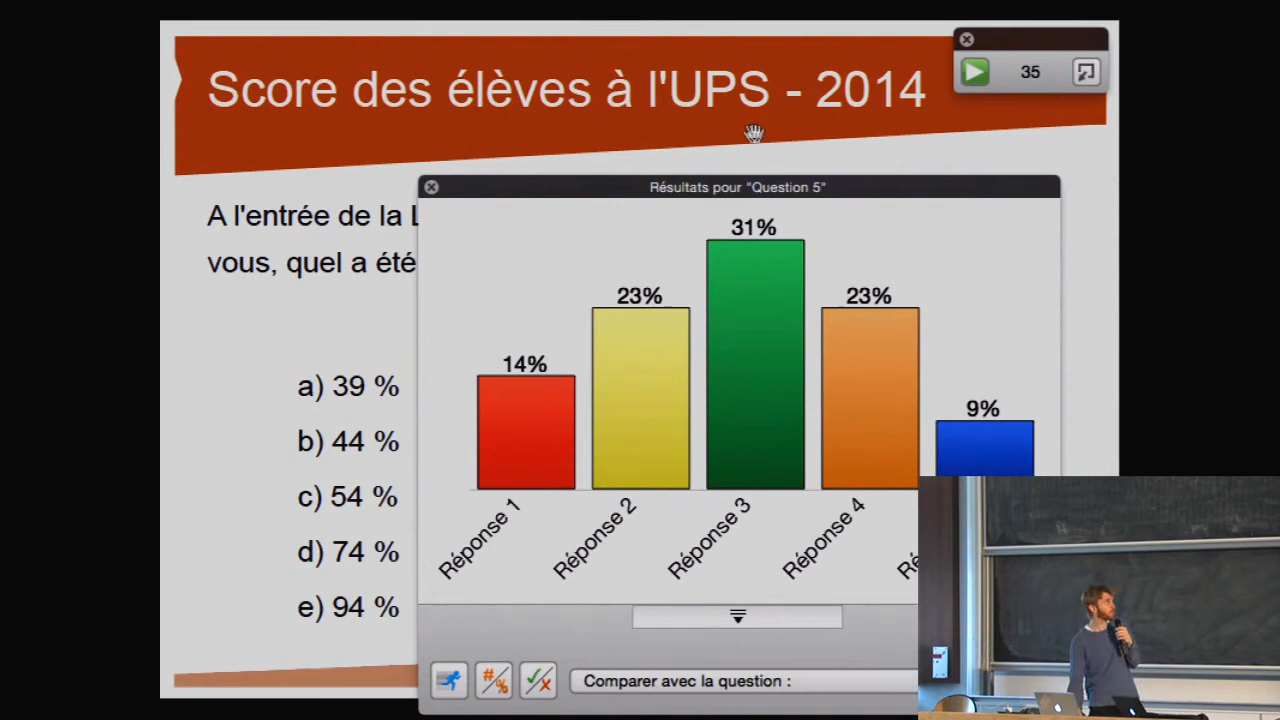 Score des élèves à l'UPS - 2014
35
Résultats pour "Question 5"
A l'entrée de la
vous, quel a été
31%
23%
23%
14%
9%
a) 39 %
b) 44 %
c) 54 %
d) 74 %
e) 94 %
Réponse 1
Réponse 2
Réponse 3
Réponse 4
#/%
Comparer avec la question :